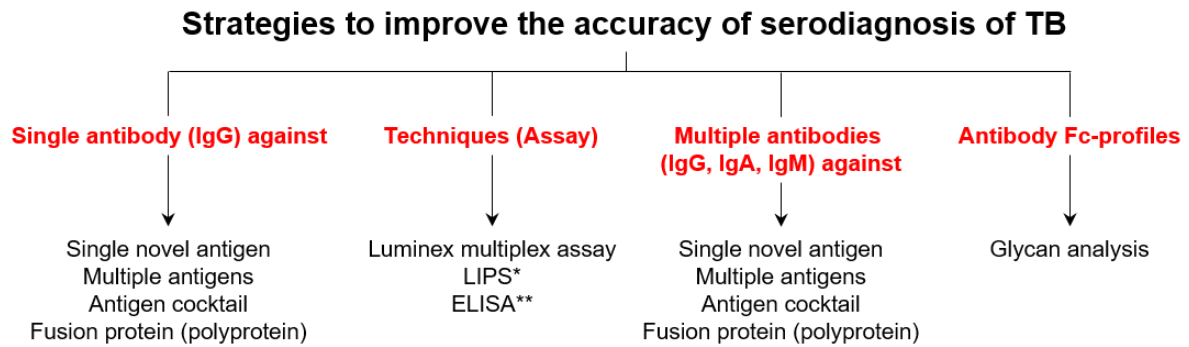 Strategies to improve the accuracy of serodiagnosis of TB
Single antibody (IgG) against
Single novel antigen
Multiple antigens
Antigen cocktail
Fusion protein (polyprotein)
Techniques (Assay)
Luminex multiplex assay
LIPS*
ELISA**
Multiple antibodies
(IgG, IgA, IgM) against
Single novel antigen
Multiple antigens
Antigen cocktail
Fusion protein (polyprotein)
Antibody Fc-profiles
Glycan analysis